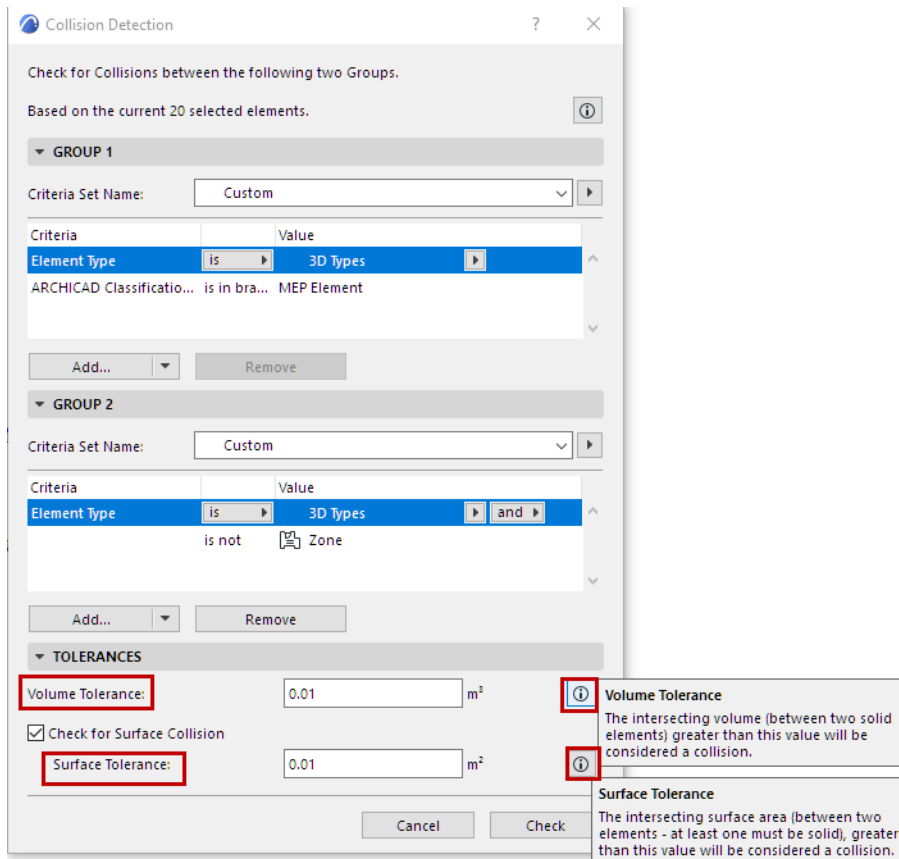 Collision Detection
Check for Collisions between the following two Groups.
Based on the current 20 selected elements.
GROUP 1
Criteria Set Name: Custom
Criteria Value
Element Type is 3D Types
ARCHICAD Classificatio... is in bra... MEP Element
Add... Remove
GROUP 2
Criteria Set Name: Custom
Criteria Value
Element Type is 3D Types and
is not Zone
Add... Remove
TOLERANCES
Volume Tolerance: 0.01 m³
Check for Surface Collision
Surface Tolerance: 0.01 m²
Cancel Check
Volume Tolerance
The intersecting volume (between two solid
elements) greater than this value will be
considered a collision.
Surface Tolerance
The intersecting surface area (between two
elements - at least one must be solid), greater
than this value will be considered a collision.